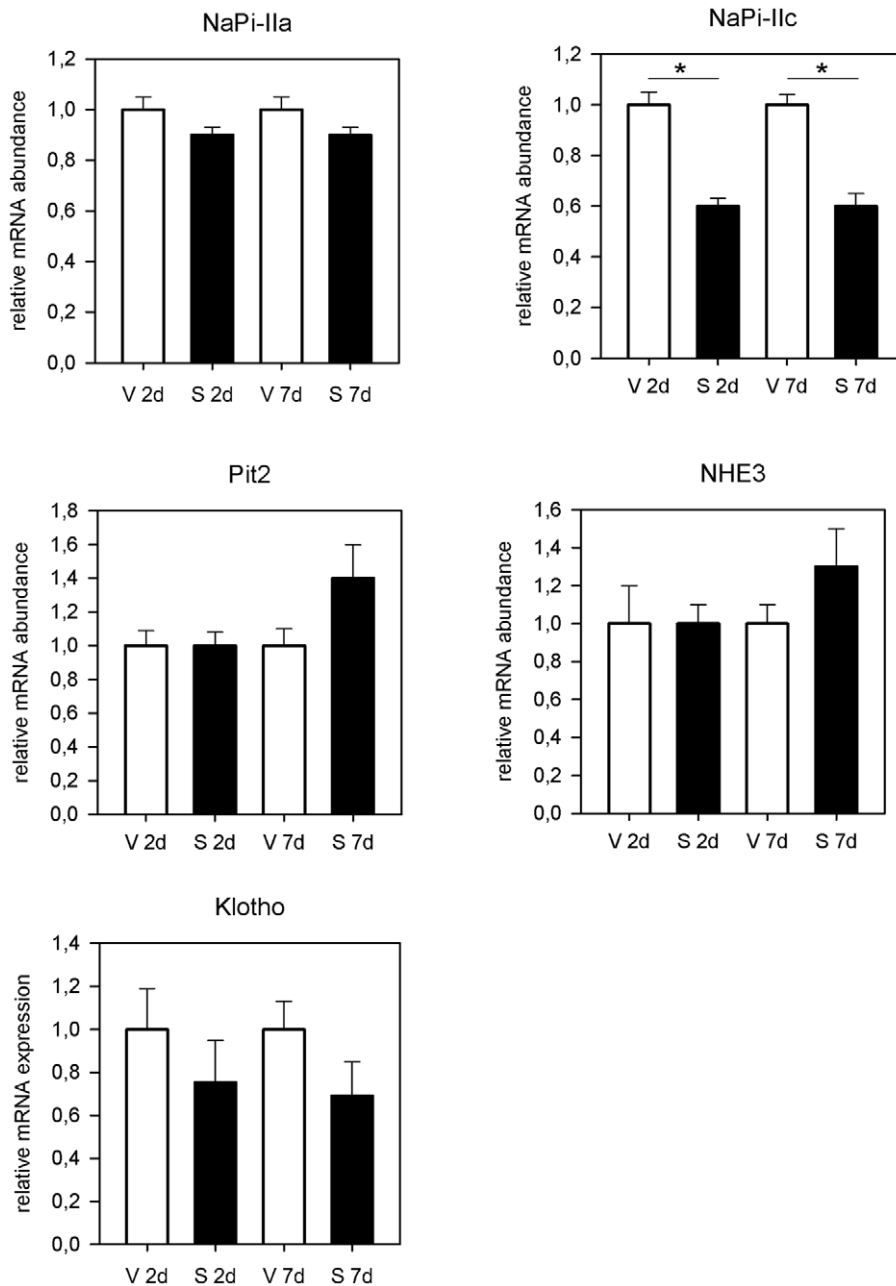 NaPi-IIa
relative mRNA abundance
1,2
1,0
0,8
0,6
0,4
0,2
0,0
V 2d S 2d V 7d S 7d
NaPi-IIc
relative mRNA abundance
1,2
1,0
0,8
0,6
0,4
0,2
0,0
* *
V 2d S 2d V 7d S 7d
Pit2
relative mRNA abundance
1,8
1,6
1,4
1,2
1,0
0,8
0,6
0,4
0,2
0,0
V 2d S 2d V 7d S 7d
NHE3
relative mRNA abundance
1,6
1,4
1,2
1,0
0,8
0,6
0,4
0,2
0,0
V 2d S 2d V 7d S 7d
Klotho
relative mRNA expression
1,4
1,2
1,0
0,8
0,6
0,4
0,2
0,0
V 2d S 2d V 7d S 7d